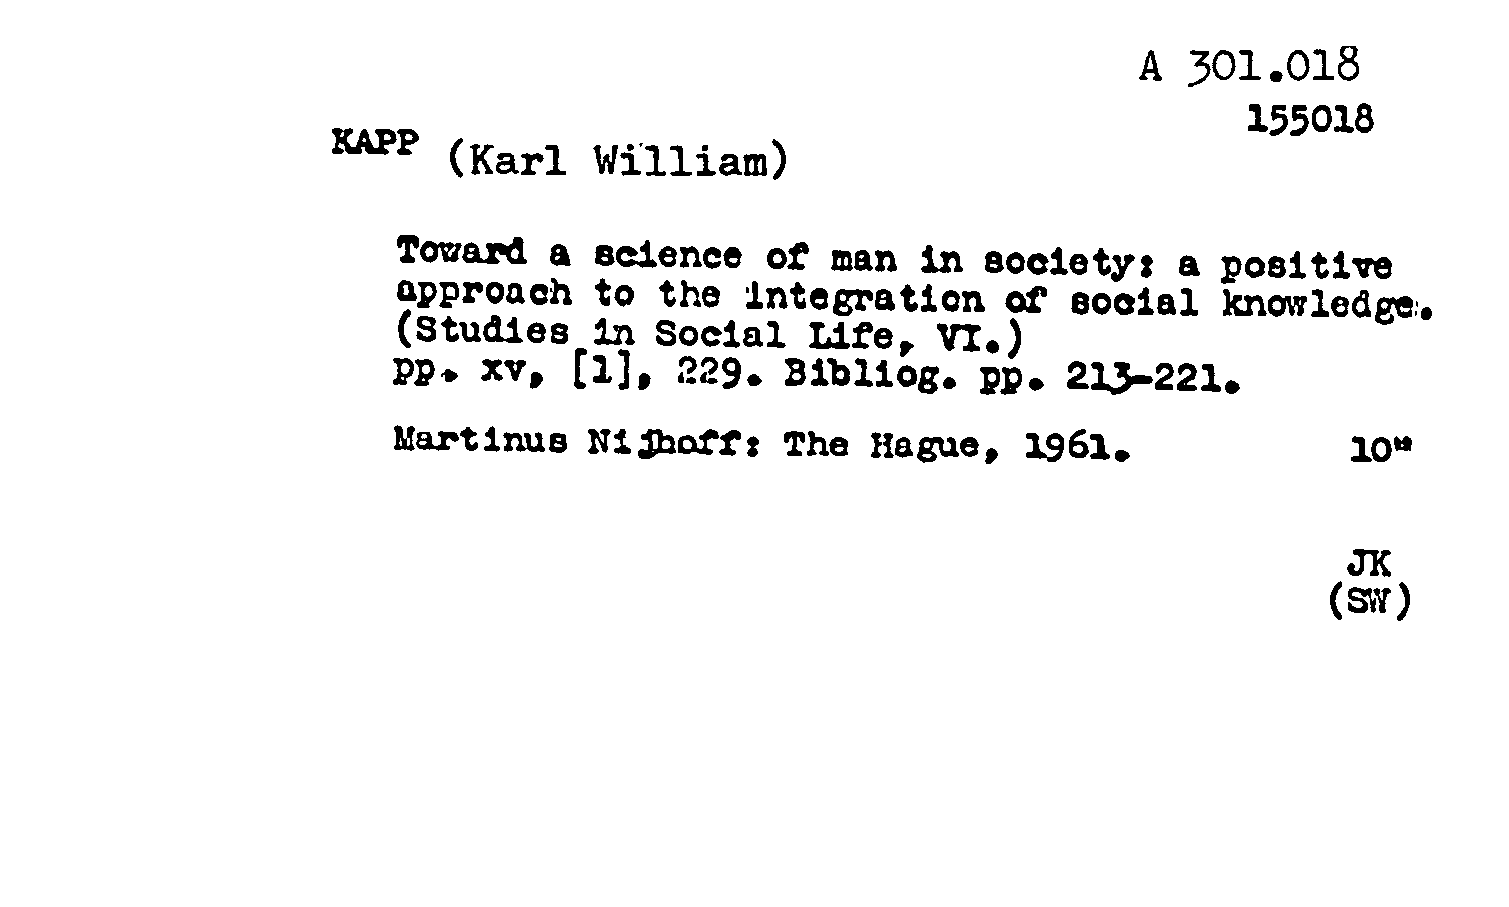 A 301.018
155018
KAPP (Karl William)
Toward a science of man in society: a positive
approach to the integration of social knowledge.
(Studies in Social Life, VI.)
pp. xv, [1], 229. Bibliog. pp. 213-221.
Martinus Nijhoff: The Hague, 1961. 10"
JK
(SW)